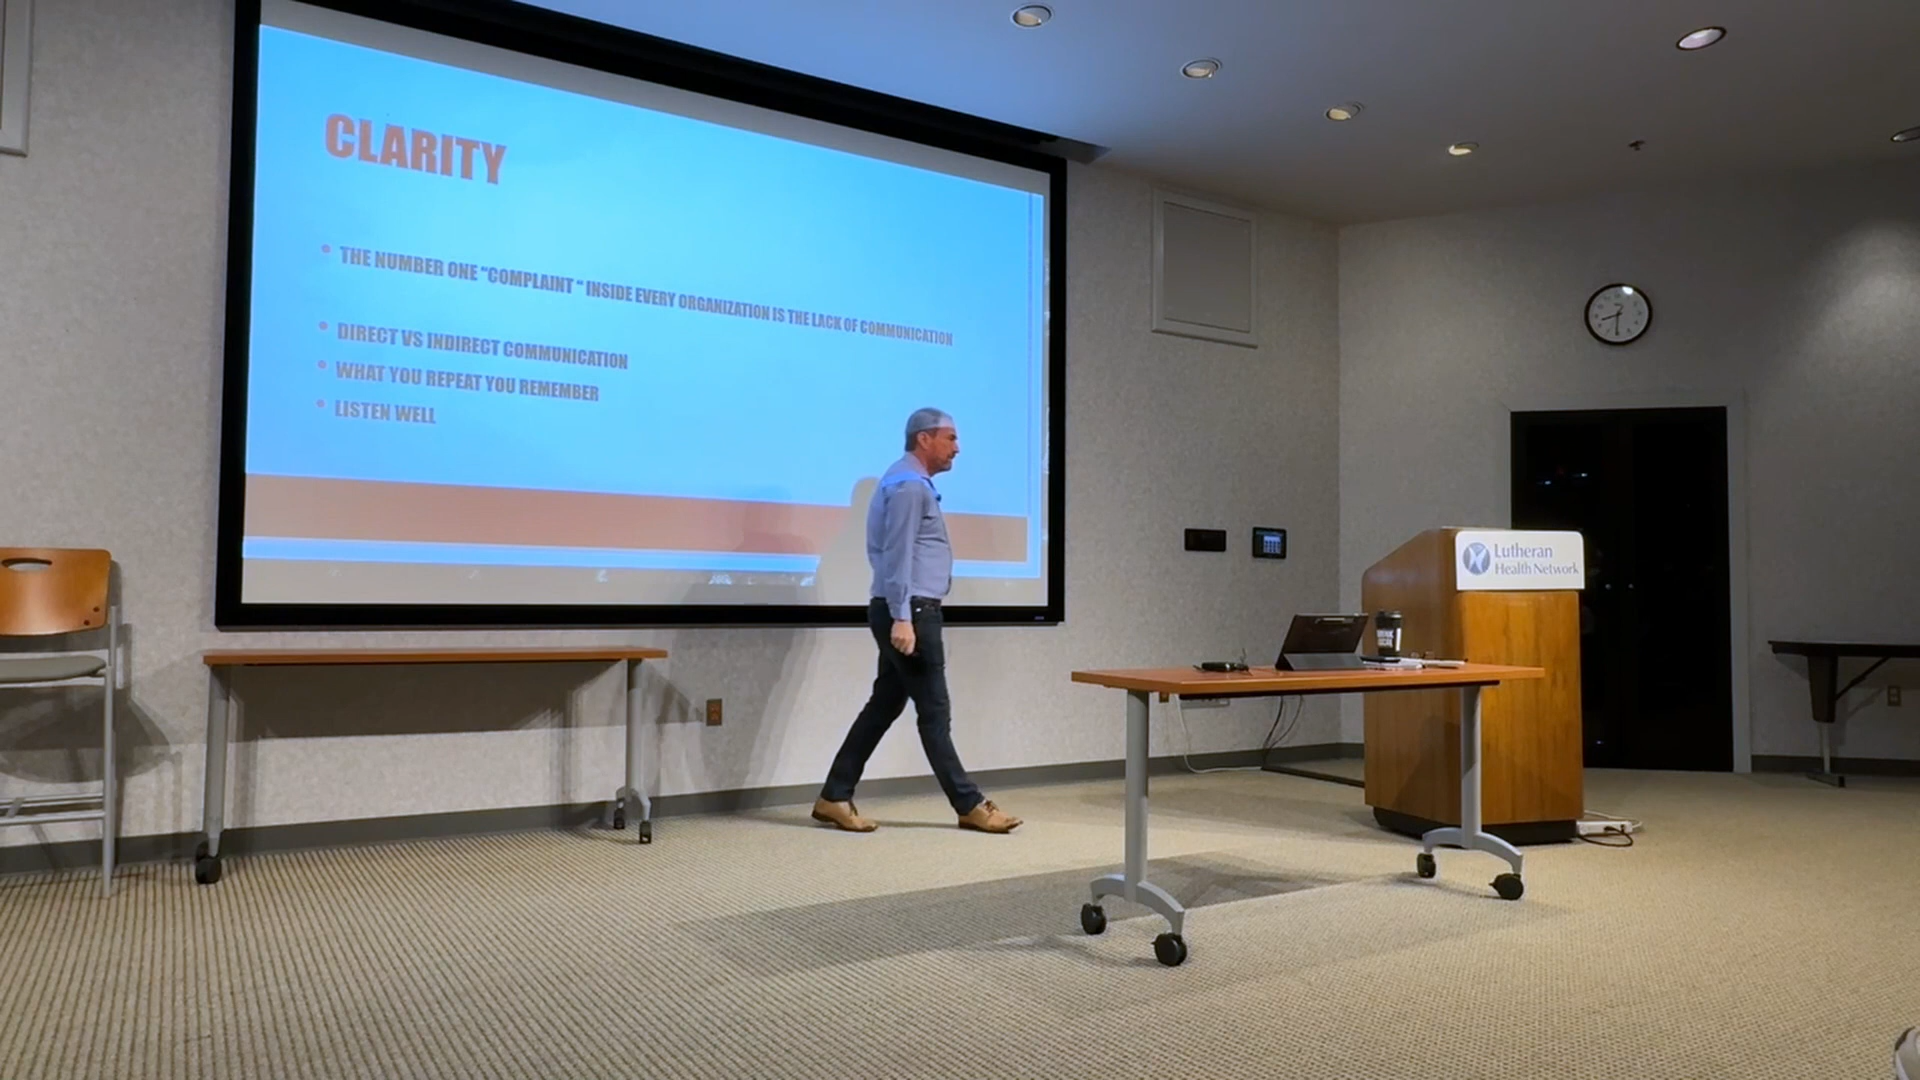 CLARITY
• THE NUMBER ONE "COMPLAINT " INSIDE EVERY ORGANIZATION IS THE LACK OF COMMUNICATION
• DIRECT VS INDIRECT COMMUNICATION
• WHAT YOU REPEAT YOU REMEMBER
• LISTEN WELL
Lutheran
Health Network